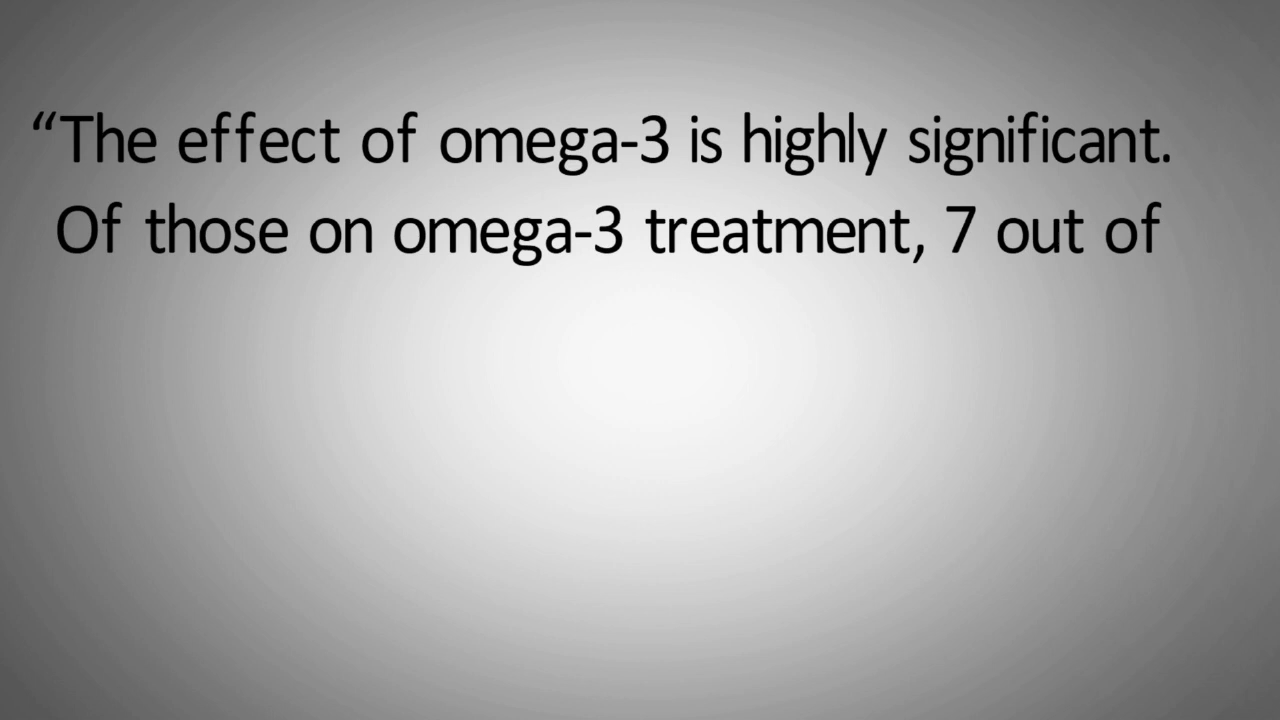 “The effect of omega-3 is highly significant.
Of those on omega-3 treatment, 7 out of